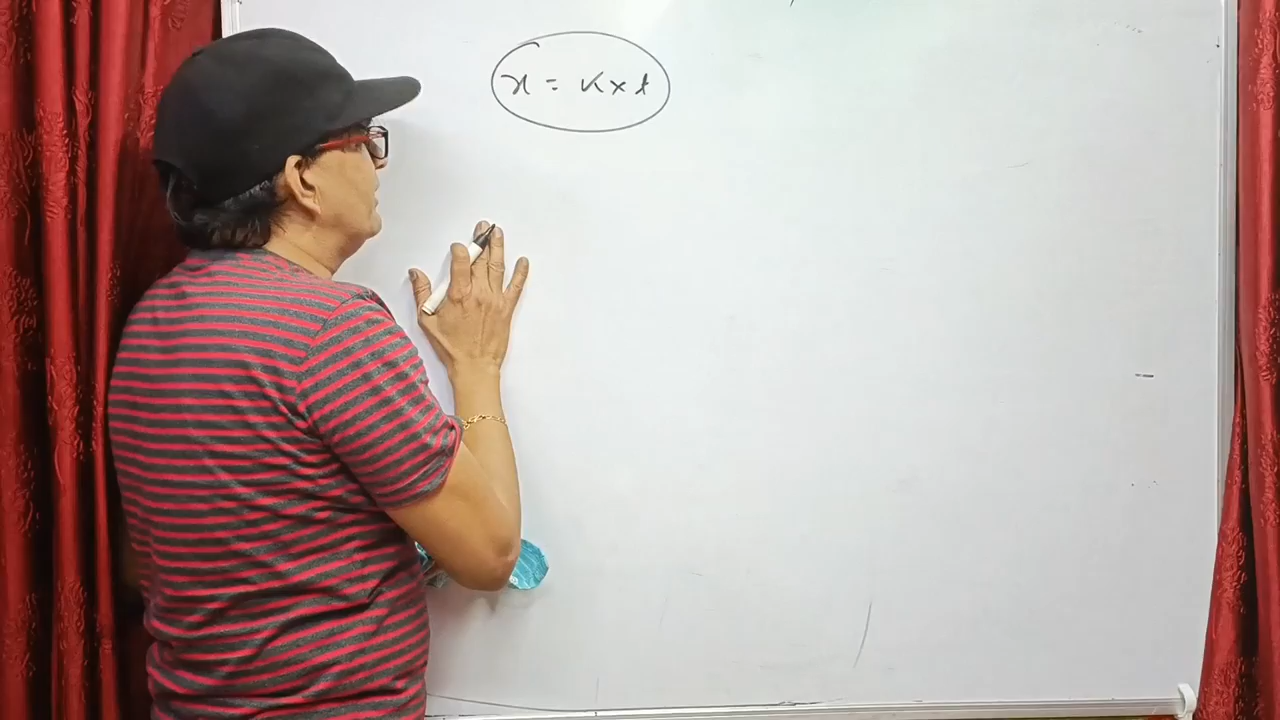 x = K × t